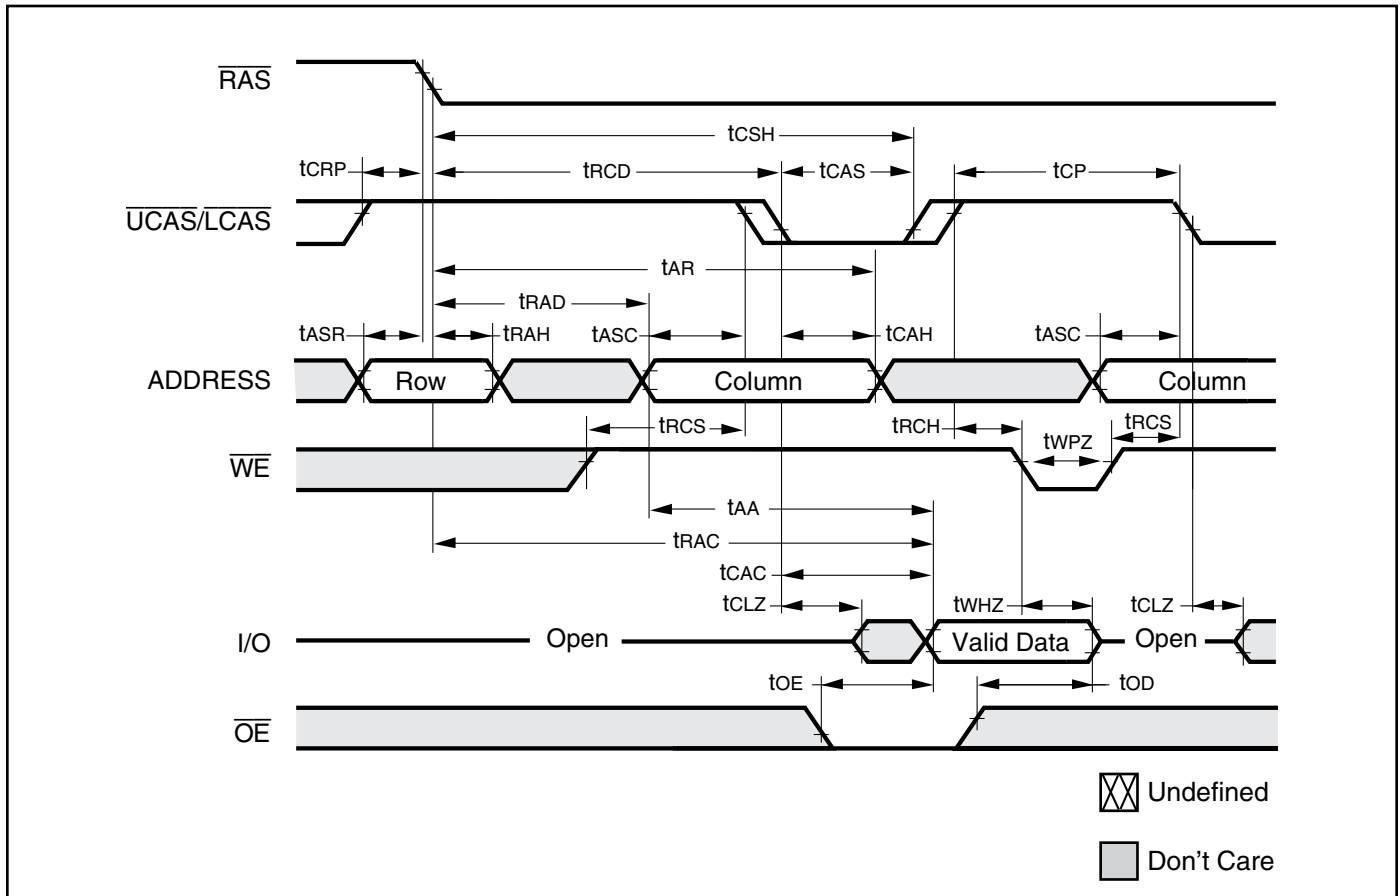 RAS
tCSH
tCRP
tRCD
tCAS
tCP
UCAS/LCAS
tAR
tRAD
tASR
tRAH
tASC
tCAH
tASC
ADDRESS
Row
Column
Column
tRCS
tRCH
tWPZ
tRCS
WE
tAA
tRAC
tCAC
tCLZ
tWHZ
tCLZ
I/O
Open
Valid Data
Open
tOE
tOD
OE
Undefined
Don't Care